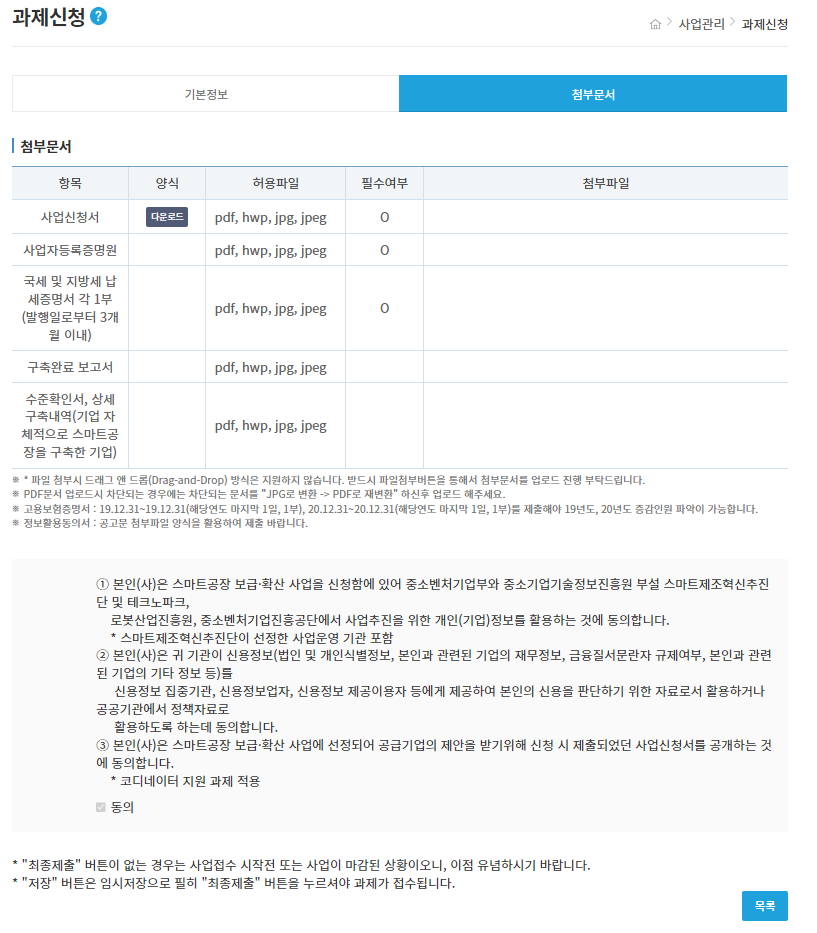 과제신청 ?
사업관리 > 과제신청
기본정보
첨부문서
첨부문서
항목 양식 허용파일 필수여부 첨부파일
사업신청서 다운로드 pdf, hwp, jpg, jpeg O
사업자등록증명원 pdf, hwp, jpg, jpeg O
국세 및 지방세 납
세증명서 각 1부
(발행일로부터 3개
월 이내)
pdf, hwp, jpg, jpeg O
구축완료 보고서 pdf, hwp, jpg, jpeg
수준확인서, 상세
구축내역(기업 자
체적으로 스마트공
장을 구축한 기업)
pdf, hwp, jpg, jpeg
※ * 파일 첨부시 드래그 앤 드롭(Drag-and-Drop) 방식은 지원하지 않습니다. 받드시 파일첨부버튼을 통해서 첨부문서를 업로드 진행 부탁드립니다.
※ PDF문서 업로드시 차단되는 경우에는 차단되는 문서를 "JPG로 변환 -> PDF로 재변환" 하신후 업로드 해주세요.
※ 고용보험증명서 : 19.12.31~19.12.31(해당연도 마지막 1일, 1부), 20.12.31~20.12.31(해당연도 마지막 1일, 1부)를 제출해야 19년도, 20년도 증감인원 파악이 가능합니다.
※ 정보활용동의서 : 공고문 첨부파일 양식을 활용하여 제출 바랍니다.
① 본인(사)은 스마트공장 보급·확산 사업을 신청함에 있어 중소벤처기업부와 중소기업기술정보진흥원 부설 스마트제조혁신추진
단 및 테크노파크,
로봇산업진흥원, 중소벤처기업진흥공단에서 사업추진을 위한 개인(기업)정보를 활용하는 것에 동의합니다.
* 스마트제조혁신추진단이 선정한 사업운영 기관 포함
② 본인(사)은 귀 기관이 신용정보(법인 및 개인식별정보, 본인과 관련된 기업의 재무정보, 금융질서문란자 규제여부, 본인과 관련
된 기업의 기타 정보 등)를
신용정보 집중기관, 신용정보업자, 신용정보 제공이용자 등에게 제공하여 본인의 신용을 판단하기 위한 자료로서 활용하거나
공공기관에서 정책자료로
활용하도록 하는데 동의합니다.
③ 본인(사)은 스마트공장 보급·확산 사업에 선정되어 공급기업의 제안을 받기위해 신청 시 제출되었던 사업신청서를 공개하는 것
에 동의합니다.
* 코디네이터 지원 과제 적용
동의
* "최종제출" 버튼이 없는 경우는 사업접수 시작전 또는 사업이 마감된 상황이오니, 이점 유념하시기 바랍니다.
* "저장" 버튼은 임시저장으로 필히 "최종제출" 버튼을 누르셔야 과제가 접수됩니다.
목록